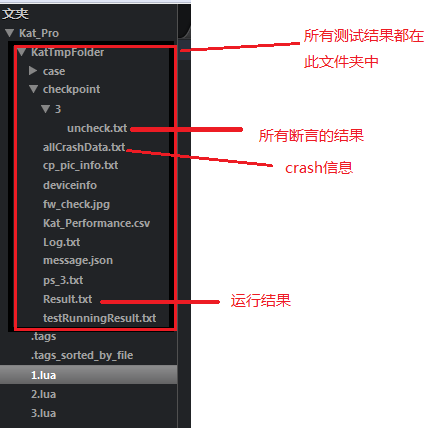 文夹
Kat_Pro
KatTmpFolder
所有测试结果都在
此文件夹中
case
checkpoint
3
uncheck.txt
所有断言的结果
allCrashData.txt
crash信息
cp_pic_info.txt
deviceinfo
fw_check.jpg
Kat_Performance.csv
Log.txt
message.json
ps_3.txt
Result.txt
运行结果
testRunningResult.txt
.tags
.tags_sorted_by_file
1.lua
2.lua
3.lua